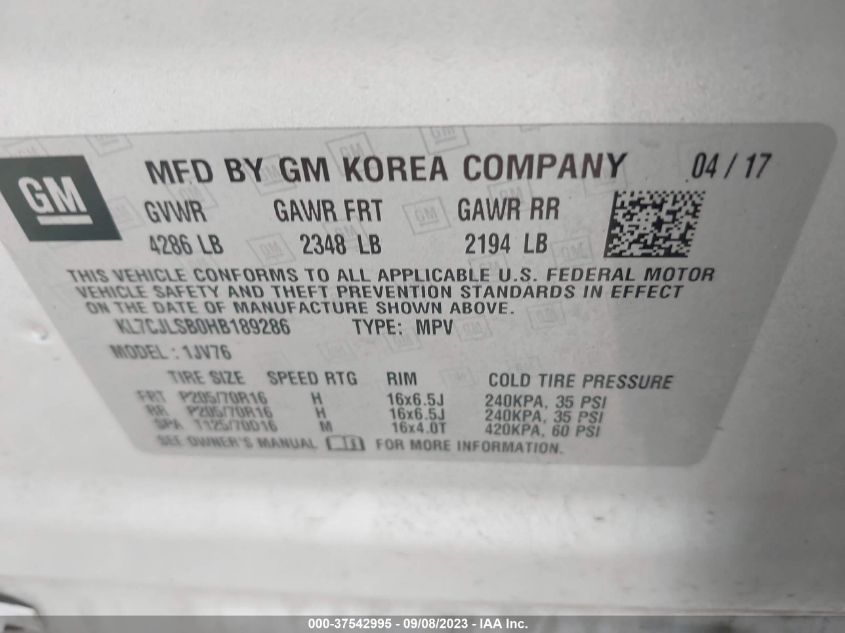 GM
MFD BY GM KOREA COMPANY 04 / 17
GVWR GAWR FRT GAWR RR
4286 LB 2348 LB 2194 LB
THIS VEHICLE CONFORMS TO ALL APPLICABLE U.S. FEDERAL MOTOR
VEHICLE SAFETY AND THEFT PREVENTION STANDARDS IN EFFECT
ON THE DATE OF MANUFACTURE SHOWN ABOVE.
KL7CJLSB0HB189286 TYPE: MPV
MODEL : 1JV76
TIRE SIZE SPEED RTG RIM COLD TIRE PRESSURE
FRT P205/70R16 H 16x6.5J 240KPA, 35 PSI
RR P205/70R16 H 16x6.5J 240KPA, 35 PSI
SPA T125/70D16 M 16x4.0T 420KPA, 60 PSI
SEE OWNER'S MANUAL FOR MORE INFORMATION.
000-37542995 - 09/08/2023 - IAA Inc.